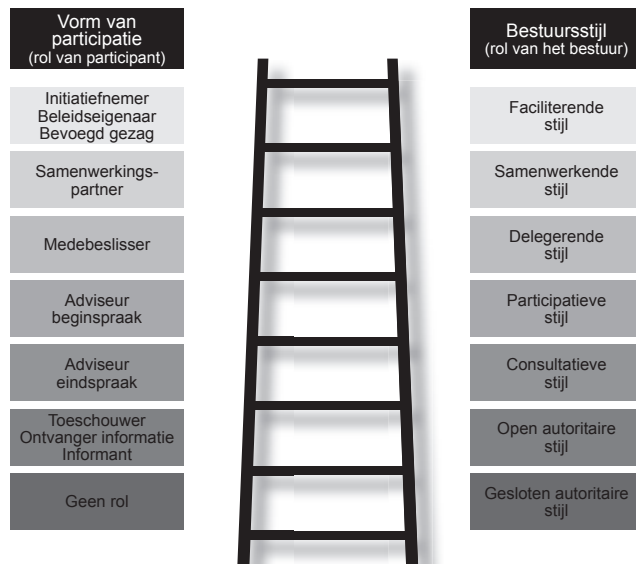 Vorm van
participatie
(rol van participant)
Initiatiefnemer
Beleidseigenaar
Bevoegd gezag
Samenwerkings-
partner
Medebeslisser
Adviseur
beginspraak
Adviseur
eindspraak
Toeschouwer
Ontvanger informatie
Informant
Geen rol
Bestuursstijl
(rol van het bestuur)
Faciliterende
stijl
Samenwerkende
stijl
Delegerende
stijl
Participatieve
stijl
Consultatieve
stijl
Open autoritaire
stijl
Gesloten autoritaire
stijl